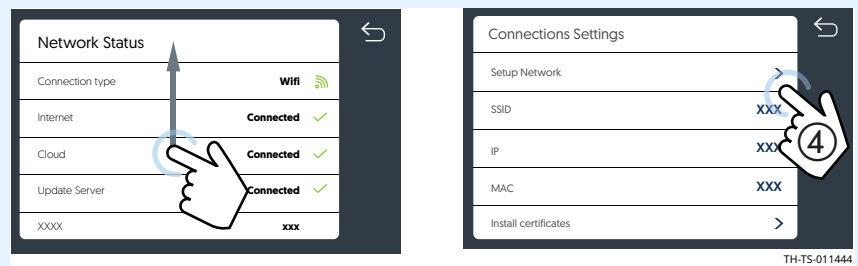 Network Status
Connection type Wifi
Internet Connected
Cloud Connected
Update Server Connected
XXXX xxx
Connections Settings
Setup Network
SSID XXX
IP XXX
MAC XXX
Install certificates
4
TH-TS-011444